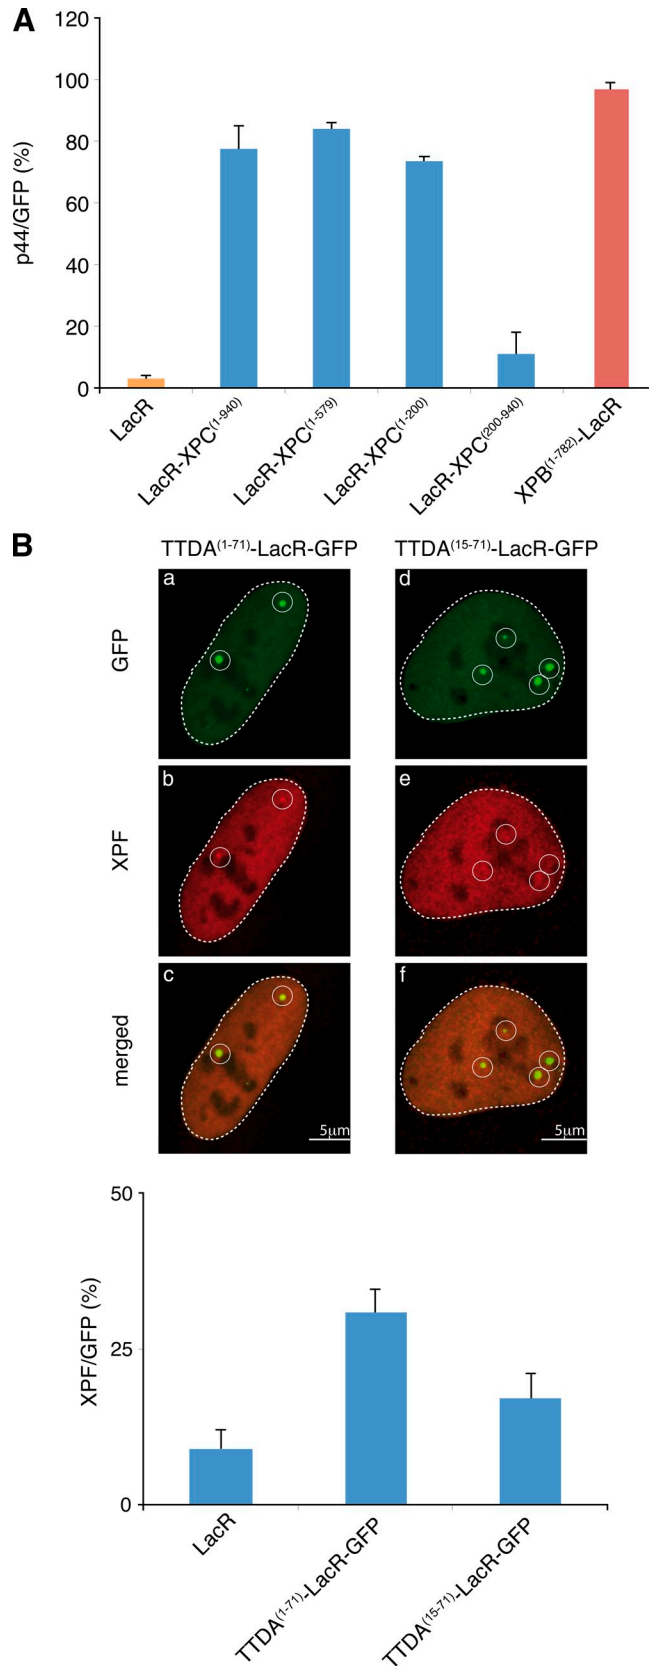 A
120
100
80
60
40
20
0
p44/GFP (%)
LacR
LacR-XPC(1-940)
LacR-XPC(1-579)
LacR-XPC(1-200)
LacR-XPC(200-940)
XPB(1-782)-LacR
B
TTDA(1-71)-LacR-GFP
TTDA(15-71)-LacR-GFP
GFP
a
d
XPF
b
e
merged
c
f
5µm
5µm
50
25
0
XPF/GFP (%)
LacR
TTDA(1-71)-LacR-GFP
TTDA(15-71)-LacR-GFP